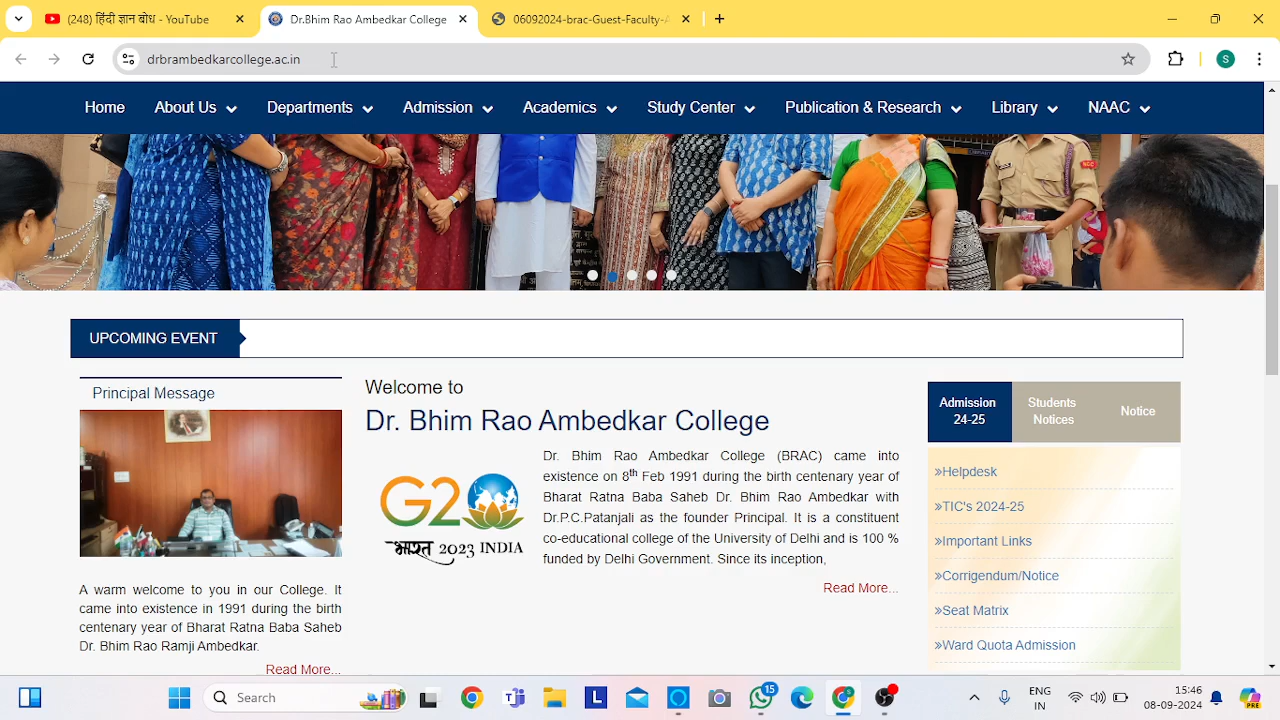 (248) हिंदी ज्ञान बोध - YouTube
Dr.Bhim Rao Ambedkar College
06092024-brac-Guest-Faculty-
drbrambedkarcollege.ac.in
S
Home
About Us
Departments
Admission
Academics
Study Center
Publication & Research
Library
NAAC
UPCOMING EVENT
Principal Message
A warm welcome to you in our College. It
came into existence in 1991 during the birth
centenary year of Bharat Ratna Baba Saheb
Dr. Bhim Rao Ramji Ambedkar.
Read More...
Welcome to
Dr. Bhim Rao Ambedkar College
G20
भारत 2023 INDIA
Dr. Bhim Rao Ambedkar College (BRAC) came into
existence on 8th Feb 1991 during the birth centenary year of
Bharat Ratna Baba Saheb Dr. Bhim Rao Ambedkar with
Dr.P.C.Patanjali as the founder Principal. It is a constituent
co-educational college of the University of Delhi and is 100 %
funded by Delhi Government. Since its inception,
Read More...
Admission
24-25
Students
Notices
Notice
»Helpdesk
»TIC's 2024-25
»Important Links
»Corrigendum/Notice
»Seat Matrix
»Ward Quota Admission
Search
L
15
ENG
IN
15:46
08-09-2024
PRE